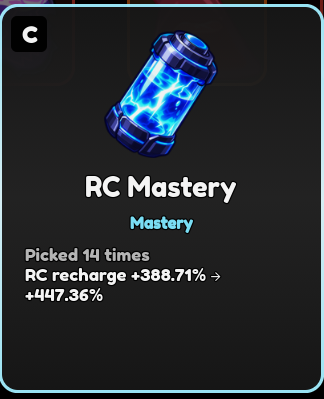 C
RC Mastery
Mastery
Picked 14 times
RC recharge +388.71% →
+447.36%